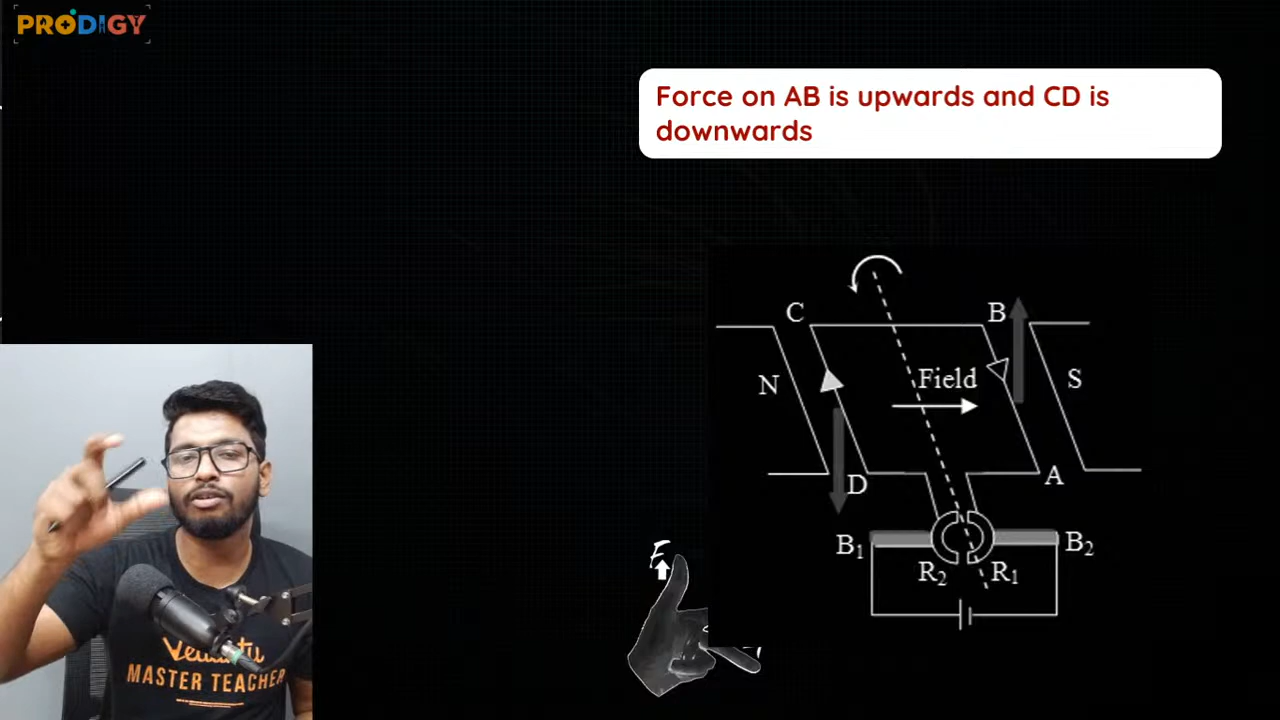 PRODIGY
Force on AB is upwards and CD is
downwards
C
B
N
Field
S
D
A
F
B₁
B₂
R₂
R₁
Vedantu
MASTER TEACHER